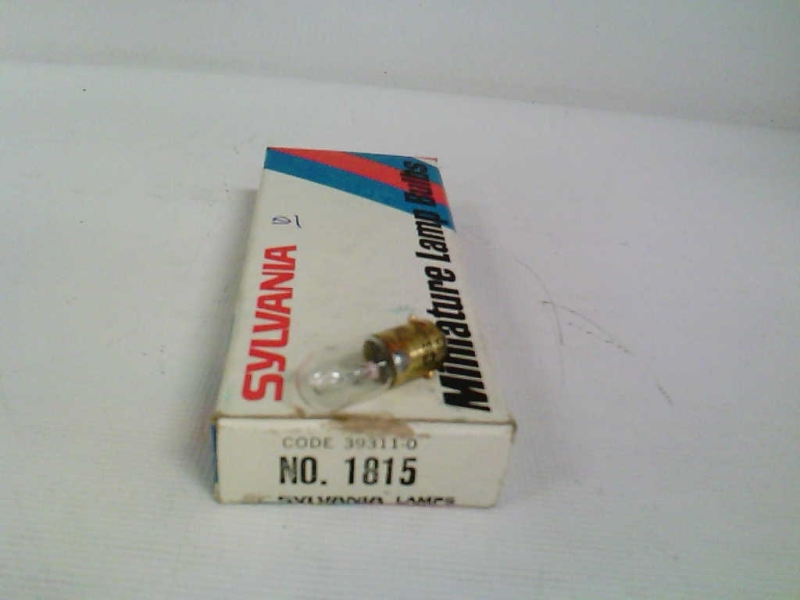 SYLVANIA
Miniature Lamp Bulbs
CODE 39311-0
NO. 1815
SYLVANIA LAMPS